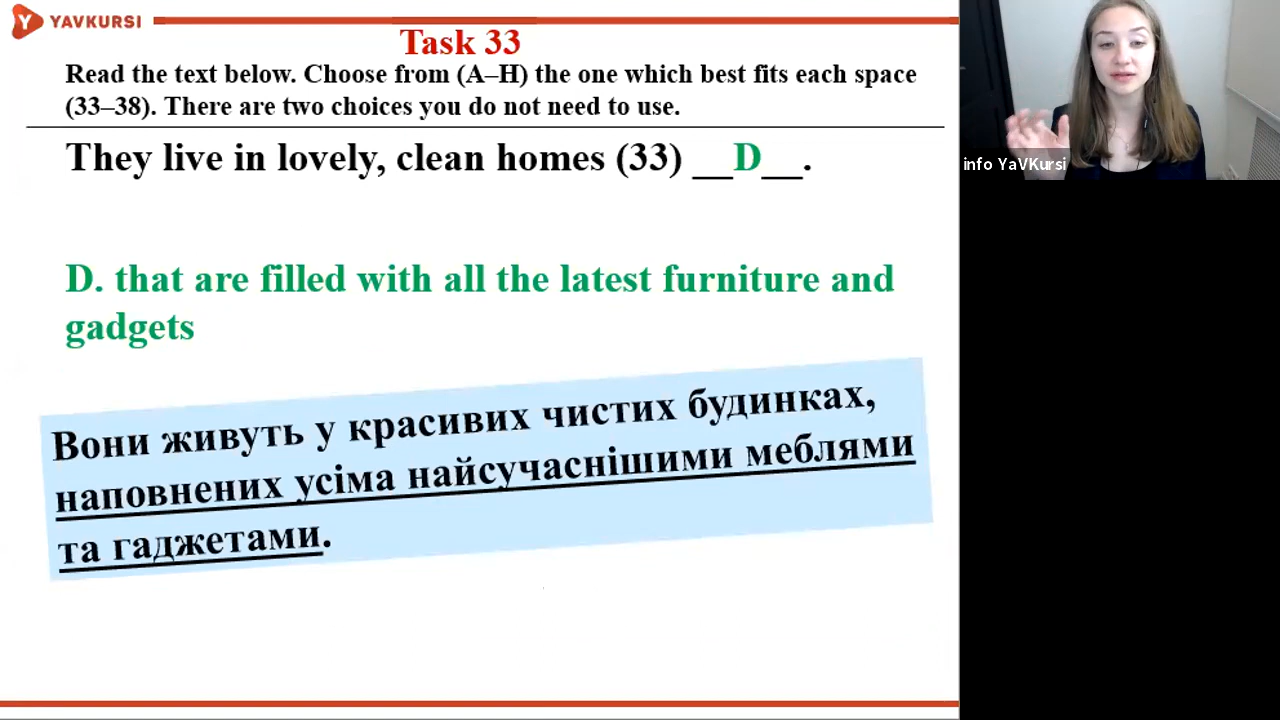 YAVKURSI
Task 33
Read the text below. Choose from (A–H) the one which best fits each space
(33–38). There are two choices you do not need to use.
They live in lovely, clean homes (33) __D__.
D. that are filled with all the latest furniture and
gadgets
Вони живуть у красивих чистих будинках,
наповнених усіма найсучаснішими меблями
та гаджетами.
info YaVKursi